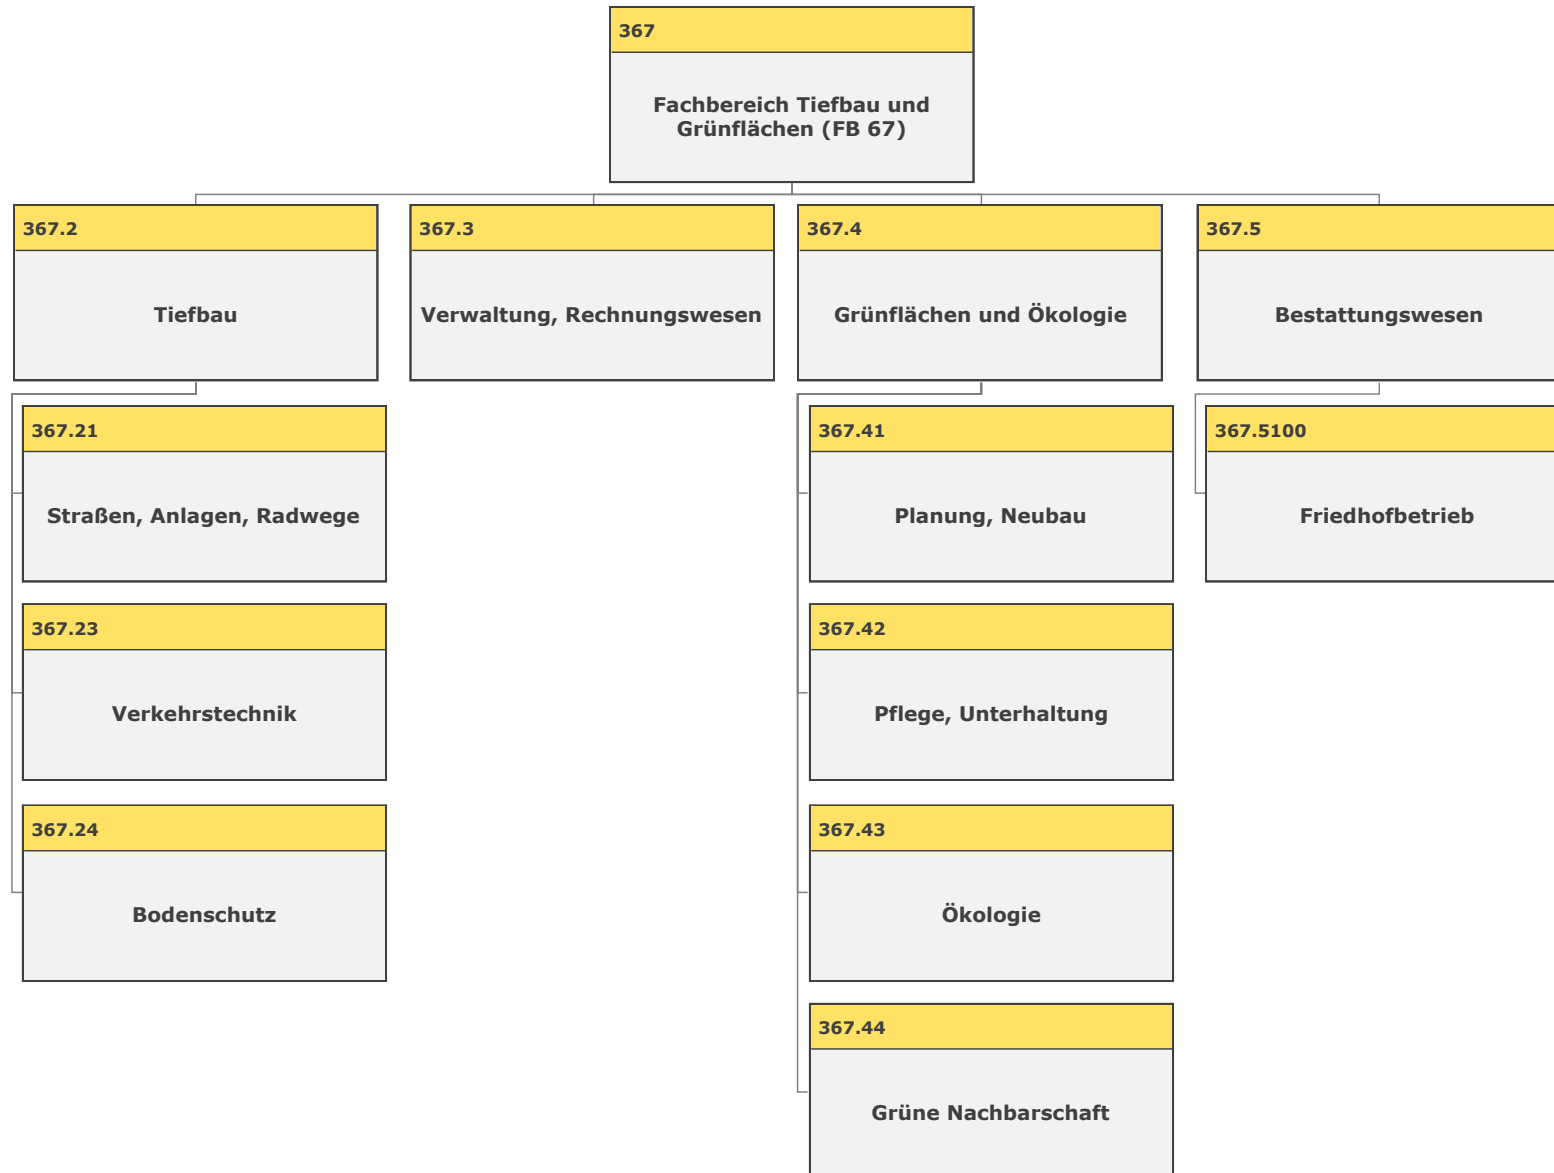 367
Fachbereich Tiefbau und
Grünflächen (FB 67)
367.2
Tiefbau
367.3
Verwaltung, Rechnungswesen
367.4
Grünflächen und Ökologie
367.5
Bestattungswesen
367.21
Straßen, Anlagen, Radwege
367.41
Planung, Neubau
367.5100
Friedhofbetrieb
367.23
Verkehrstechnik
367.42
Pflege, Unterhaltung
367.24
Bodenschutz
367.43
Ökologie
367.44
Grüne Nachbarschaft